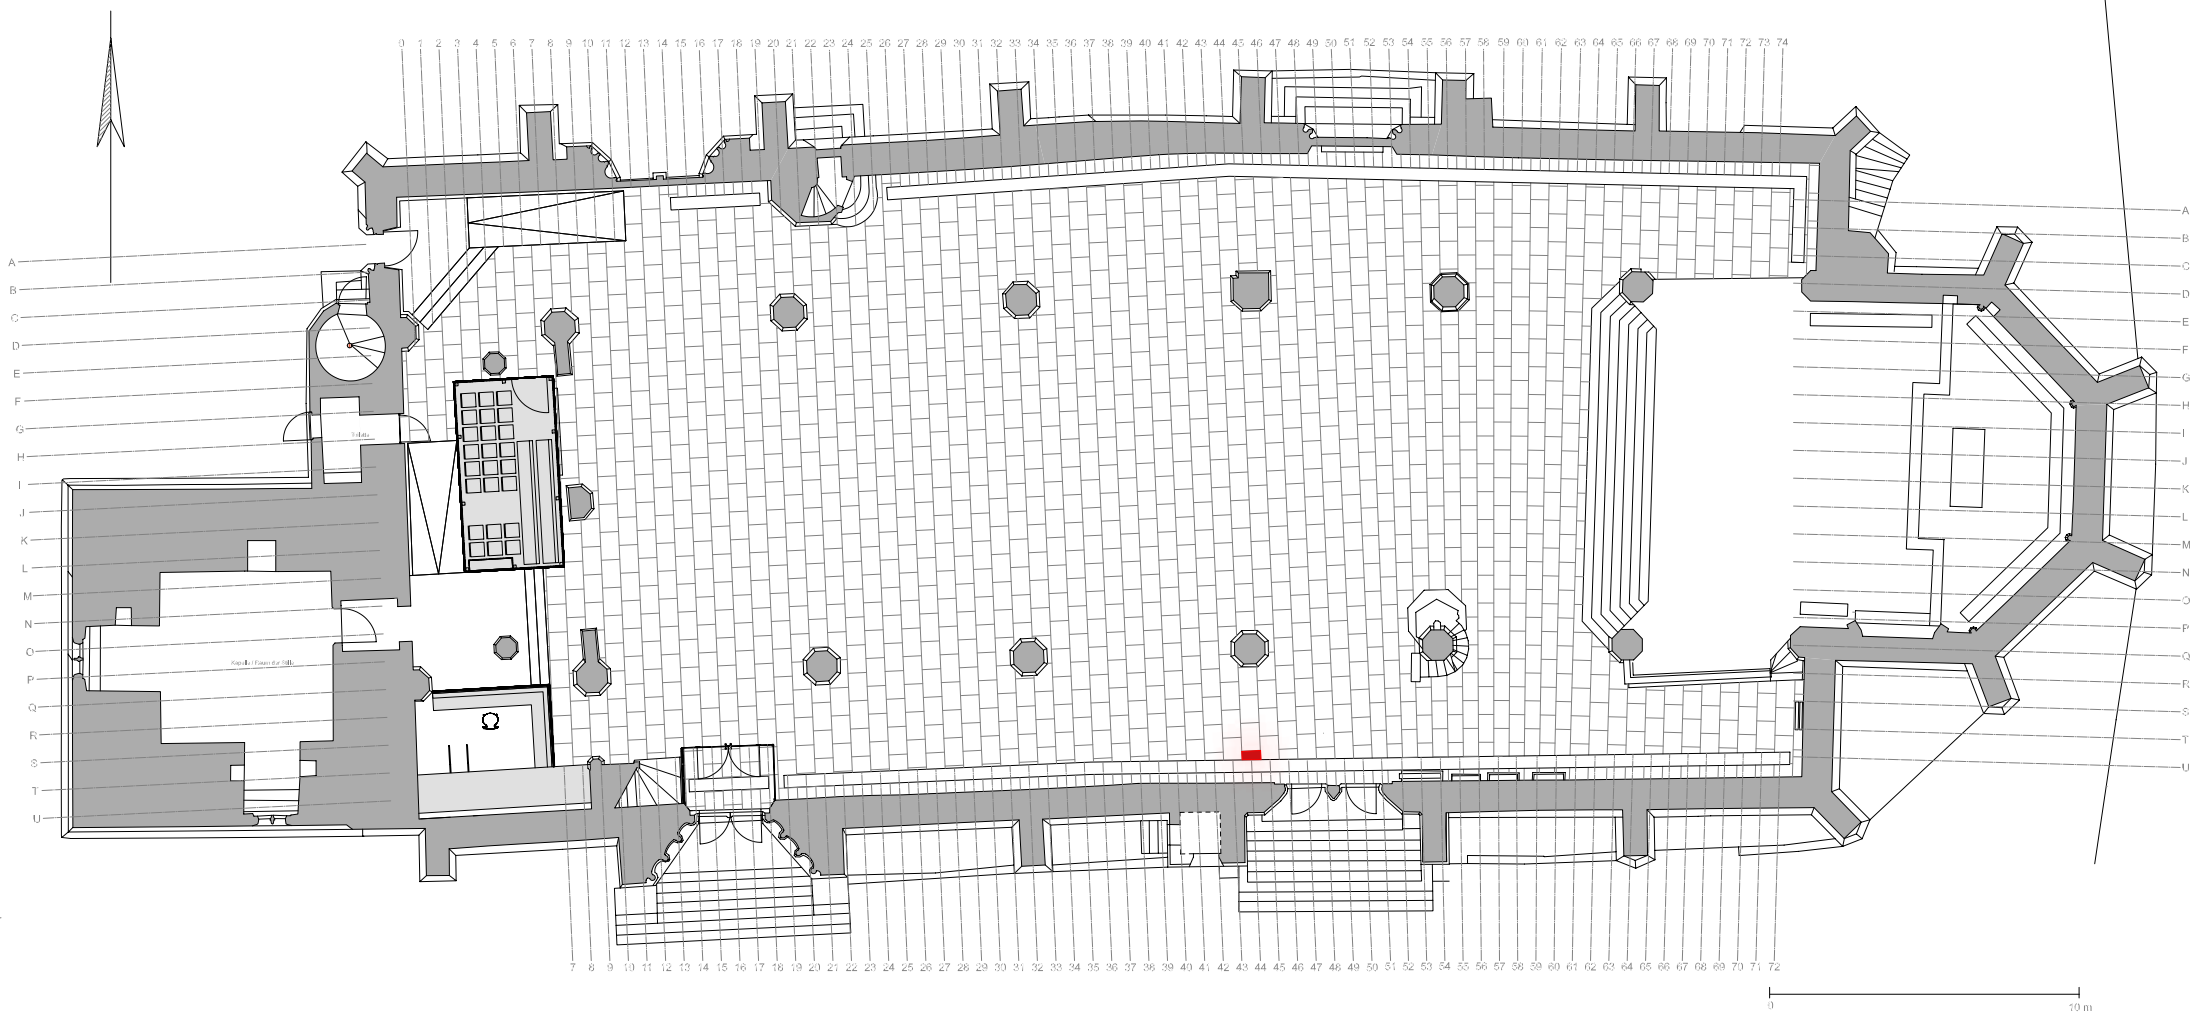 0 1 2 3 4 5 6 7 8 9 10 11 12 13 14 15 16 17 18 19 20 21 22 23 24 25 26 27 28 29 30 31 32 33 34 35 36 37 38 39 40 41 42 43 44 45 46 47 48 49 50 51 52 53 54 55 56 57 58 59 60 61 62 63 64 65 66 67 68 69 70 71 72 73 74
A
B
C
D
E
F
G
H
I
J
K
L
M
N
O
P
Q
R
S
T
U
A
B
C
D
E
F
G
H
I
J
K
L
M
N
O
P
Q
R
S
T
U
7 8 9 10 11 12 13 14 15 16 17 18 19 20 21 22 23 24 25 26 27 28 29 30 31 32 33 34 35 36 37 38 39 40 41 42 43 44 45 46 47 48 49 50 51 52 53 54 55 56 57 58 59 60 61 62 63 64 65 66 67 68 69 70 71 72
0 10 m